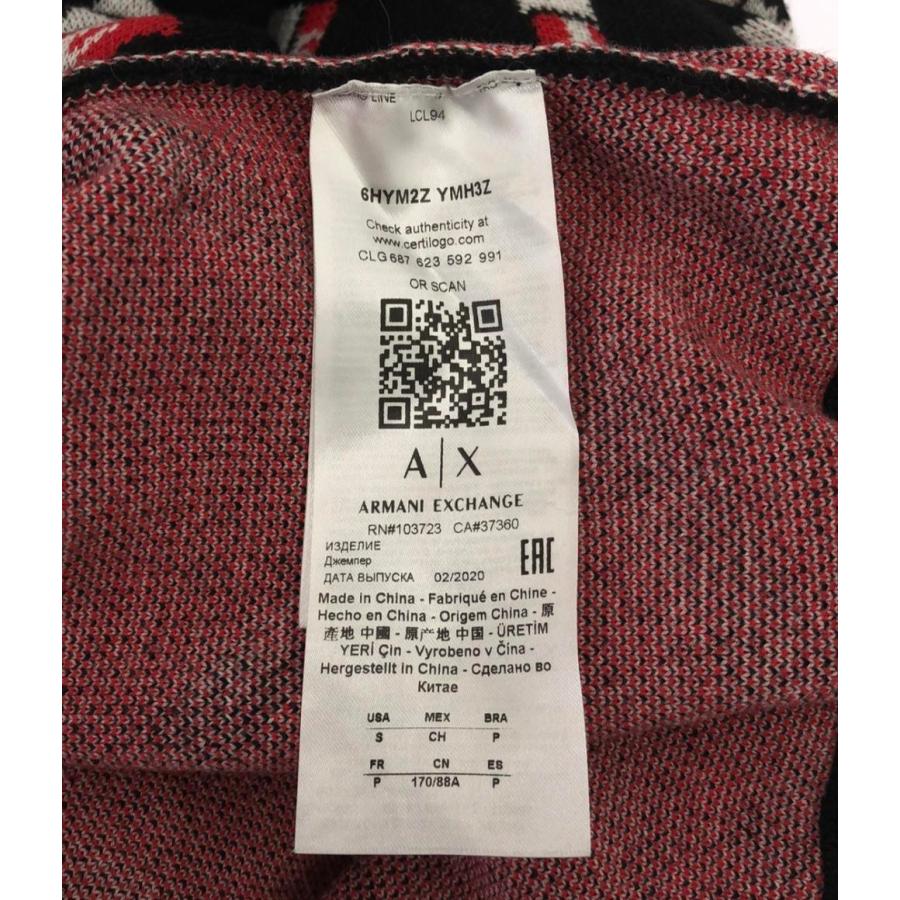 LINE
LCL94
6HYM2Z YMH3Z
Check authenticity at
www.certilogo.com
CLG 687 623 592 991
OR SCAN
A|X
ARMANI EXCHANGE
RN#103723 CA#37360
ИЗДЕЛИЕ
Джемпер
EAC
ДАТА ВЫПУСКА 02/2020
Made in China - Fabriqué en Chine -
Hecho en China - Origem China - 原
產地 中國 - 原产地 中国 - ÜRETİM
YERİ Çin - Vyrobeno v Čina -
Hergestellt in China - Сделано во
Китае
USA MEX BRA
S CH P
FR CN ES
P 170/88A P